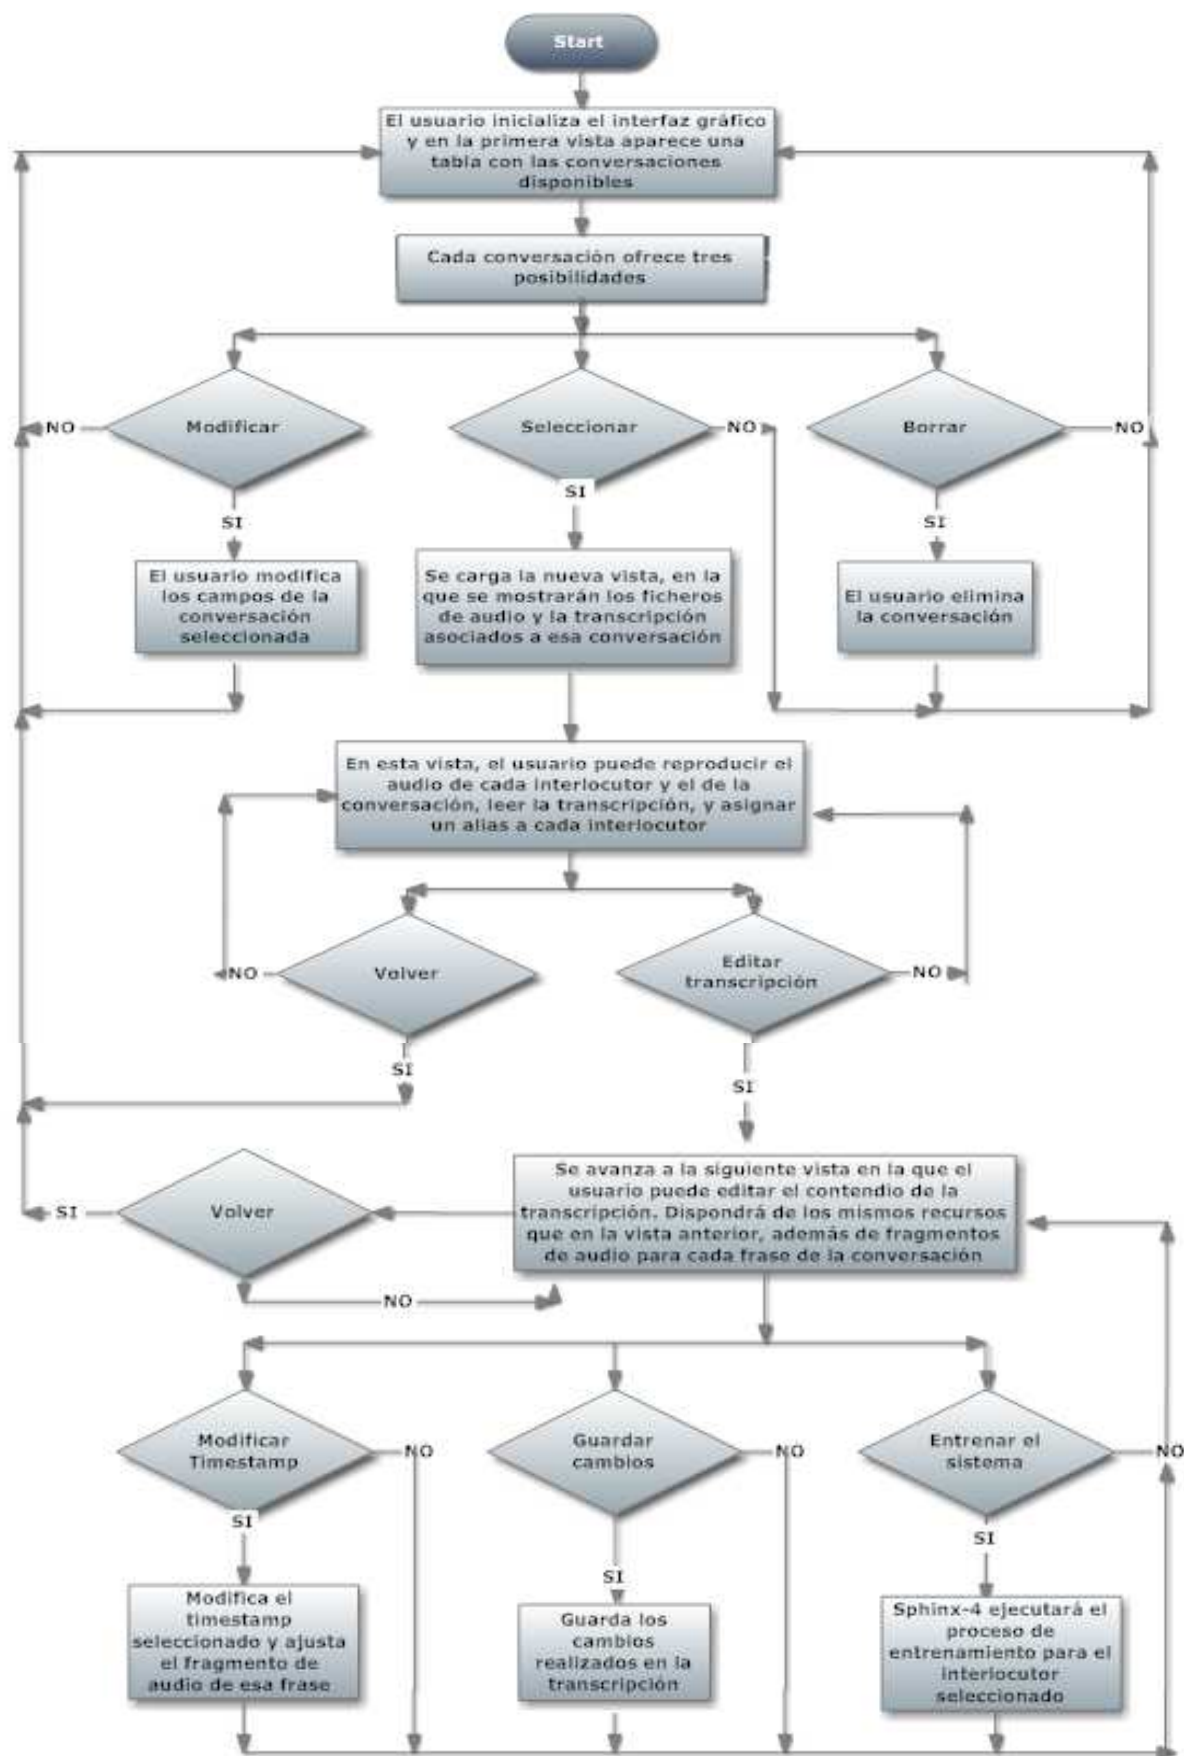 Start
El usuario inicializa el interfaz gráfico
y en la primera vista aparece una
tabla con las conversaciones
disponibles
Cada conversación ofrece tres
posibilidades
NO
Modificar
Seleccionar
NO
Borrar
NO
SI
SI
SI
El usuario modifica
los campos de la
conversación
seleccionada
Se carga la nueva vista, en la
que se mostrarán los ficheros
de audio y la transcripción
asociados a esa conversación
El usuario elimina
la conversación
En esta vista, el usuario puede reproducir el
audio de cada interlocutor y el de la
conversación, leer la transcripción, y asignar
un alias a cada interlocutor
NO
Volver
Editar
transcripción
NO
SI
SI
SI
Volver
Se avanza a la siguiente vista en la que el
usuario puede editar el contendio de la
transcripción. Dispondrá de los mismos recursos
que en la vista anterior, además de fragmentos
de audio para cada frase de la conversación
NO
Modificar
Timestamp
NO
Guardar
cambios
NO
Entrenar el
sistema
NO
SI
SI
SI
Modifica el
timestamp
seleccionado y ajusta
el fragmento de
audio de esa frase
Guarda los
cambios
realizados en la
transcripción
Sphinx-4 ejecutará el
proceso de
entrenamiento para el
interlocutor
seleccionado